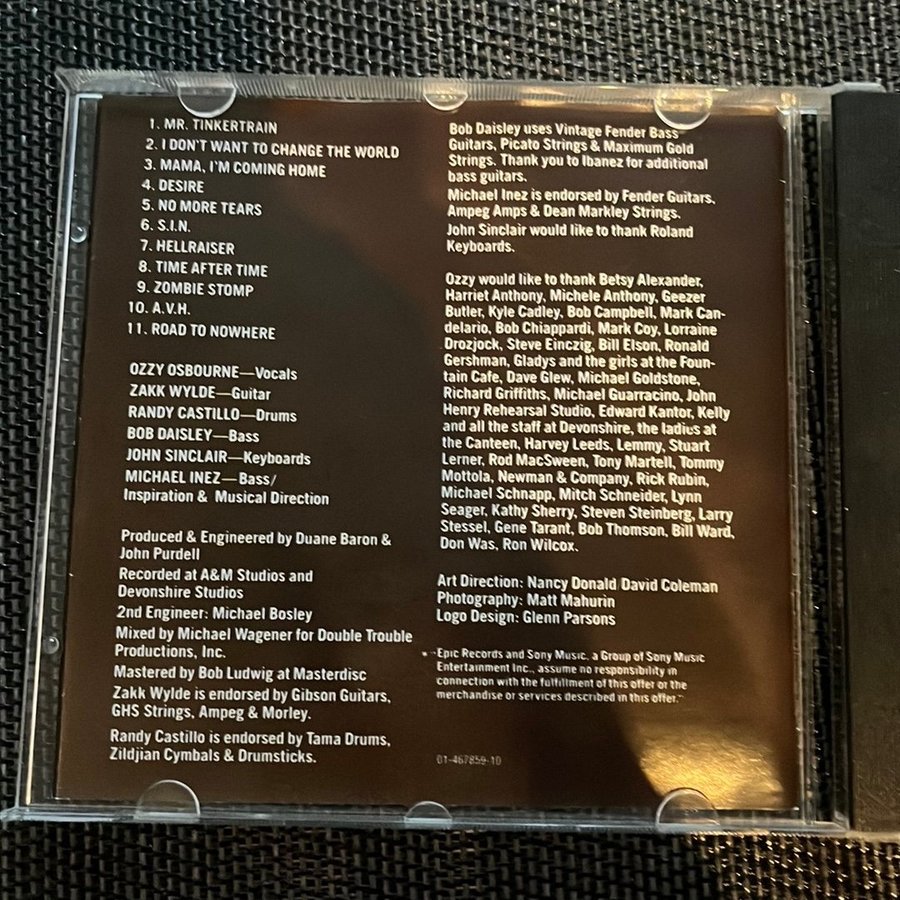 1. MR. TINKERTRAIN
2. I DON'T WANT TO CHANGE THE WORLD
3. MAMA, I'M COMING HOME
4. DESIRE
5. NO MORE TEARS
6. S.I.N.
7. HELLRAISER
8. TIME AFTER TIME
9. ZOMBIE STOMP
10. A.V.H.
11. ROAD TO NOWHERE
OZZY OSBOURNE—Vocals
ZAKK WYLDE—Guitar
RANDY CASTILLO—Drums
BOB DAISLEY—Bass
JOHN SINCLAIR—Keyboards
MICHAEL INEZ—Bass/
Inspiration & Musical Direction
Produced & Engineered by Duane Baron &
John Purdell
Recorded at A&M Studios and
Devonshire Studios
2nd Engineer: Michael Bosley
Mixed by Michael Wagener for Double Trouble
Productions, Inc.
Mastered by Bob Ludwig at Masterdisc
Zakk Wylde is endorsed by Gibson Guitars,
GHS Strings, Ampeg & Morley.
Randy Castillo is endorsed by Tama Drums,
Zildjian Cymbals & Drumsticks.
Bob Daisley uses Vintage Fender Bass
Guitars, Picato Strings & Maximum Gold
Strings. Thank you to Ibanez for additional
bass guitars.
Michael Inez is endorsed by Fender Guitars,
Ampeg Amps & Dean Markley Strings.
John Sinclair would like to thank Roland
Keyboards.
Ozzy would like to thank Betsy Alexander,
Harriet Anthony, Michele Anthony, Geezer
Butler, Kyle Cadley, Bob Campbell, Mark Can-
delario, Bob Chiappardi, Mark Coy, Lorraine
Drozjock, Steve Einczig, Bill Elson, Ronald
Gershman, Gladys and the girls at the Foun-
tain Cafe, Dave Glew, Michael Goldstone,
Richard Griffiths, Michael Guarracino, John
Henry Rehearsal Studio, Edward Kantor, Kelly
and all the staff at Devonshire, the ladius at
the Canteen, Harvey Leeds, Lemmy, Stuart
Lerner, Rod MacSween, Tony Martell, Tommy
Mottola, Newman & Company, Rick Rubin,
Michael Schnapp, Mitch Schneider, Lynn
Seager, Kathy Sherry, Steven Steinberg, Larry
Stessel, Gene Tarant, Bob Thomson, Bill Ward,
Don Was, Ron Wilcox.
Art Direction: Nancy Donald David Coleman
Photography: Matt Mahurin
Logo Design: Glenn Parsons
"Epic Records and Sony Music, a Group of Sony Music
Entertainment Inc., assume no responsibility in
connection with the fulfillment of this offer or the
merchandise or services described in this offer."
01-467859-10